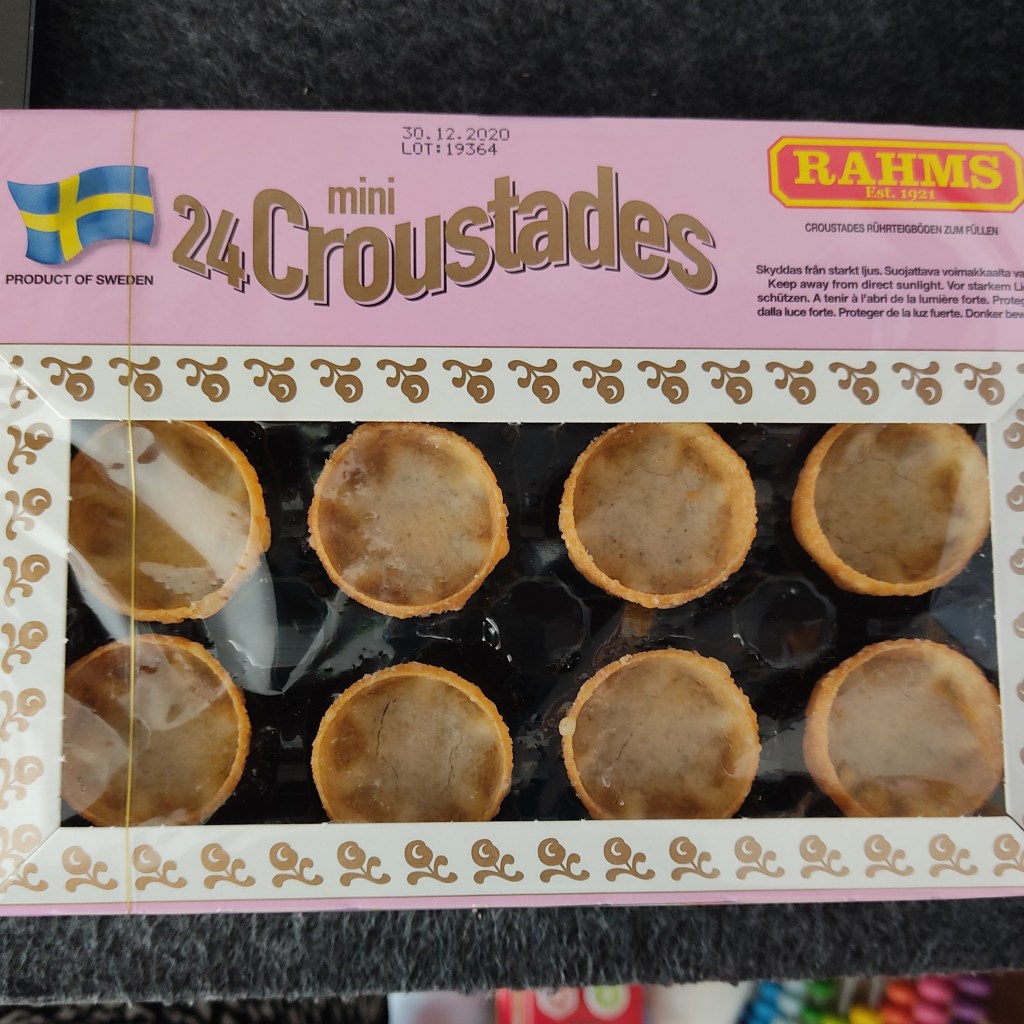 30.12.2020
LOT:19364
mini
24 Croustades
PRODUCT OF SWEDEN
RAHMS
Est. 1921
CROUSTADES RÜHRTEIGBÖDEN ZUM FÜLLEN
Skyddas från starkt ljus. Suojattava voimakkaalta
Keep away from direct sunlight. Vor starkem
schützen. A tenir à l'abri de la lumière forte.
dalla luce forte. Proteger de la luz fuerte. Donker